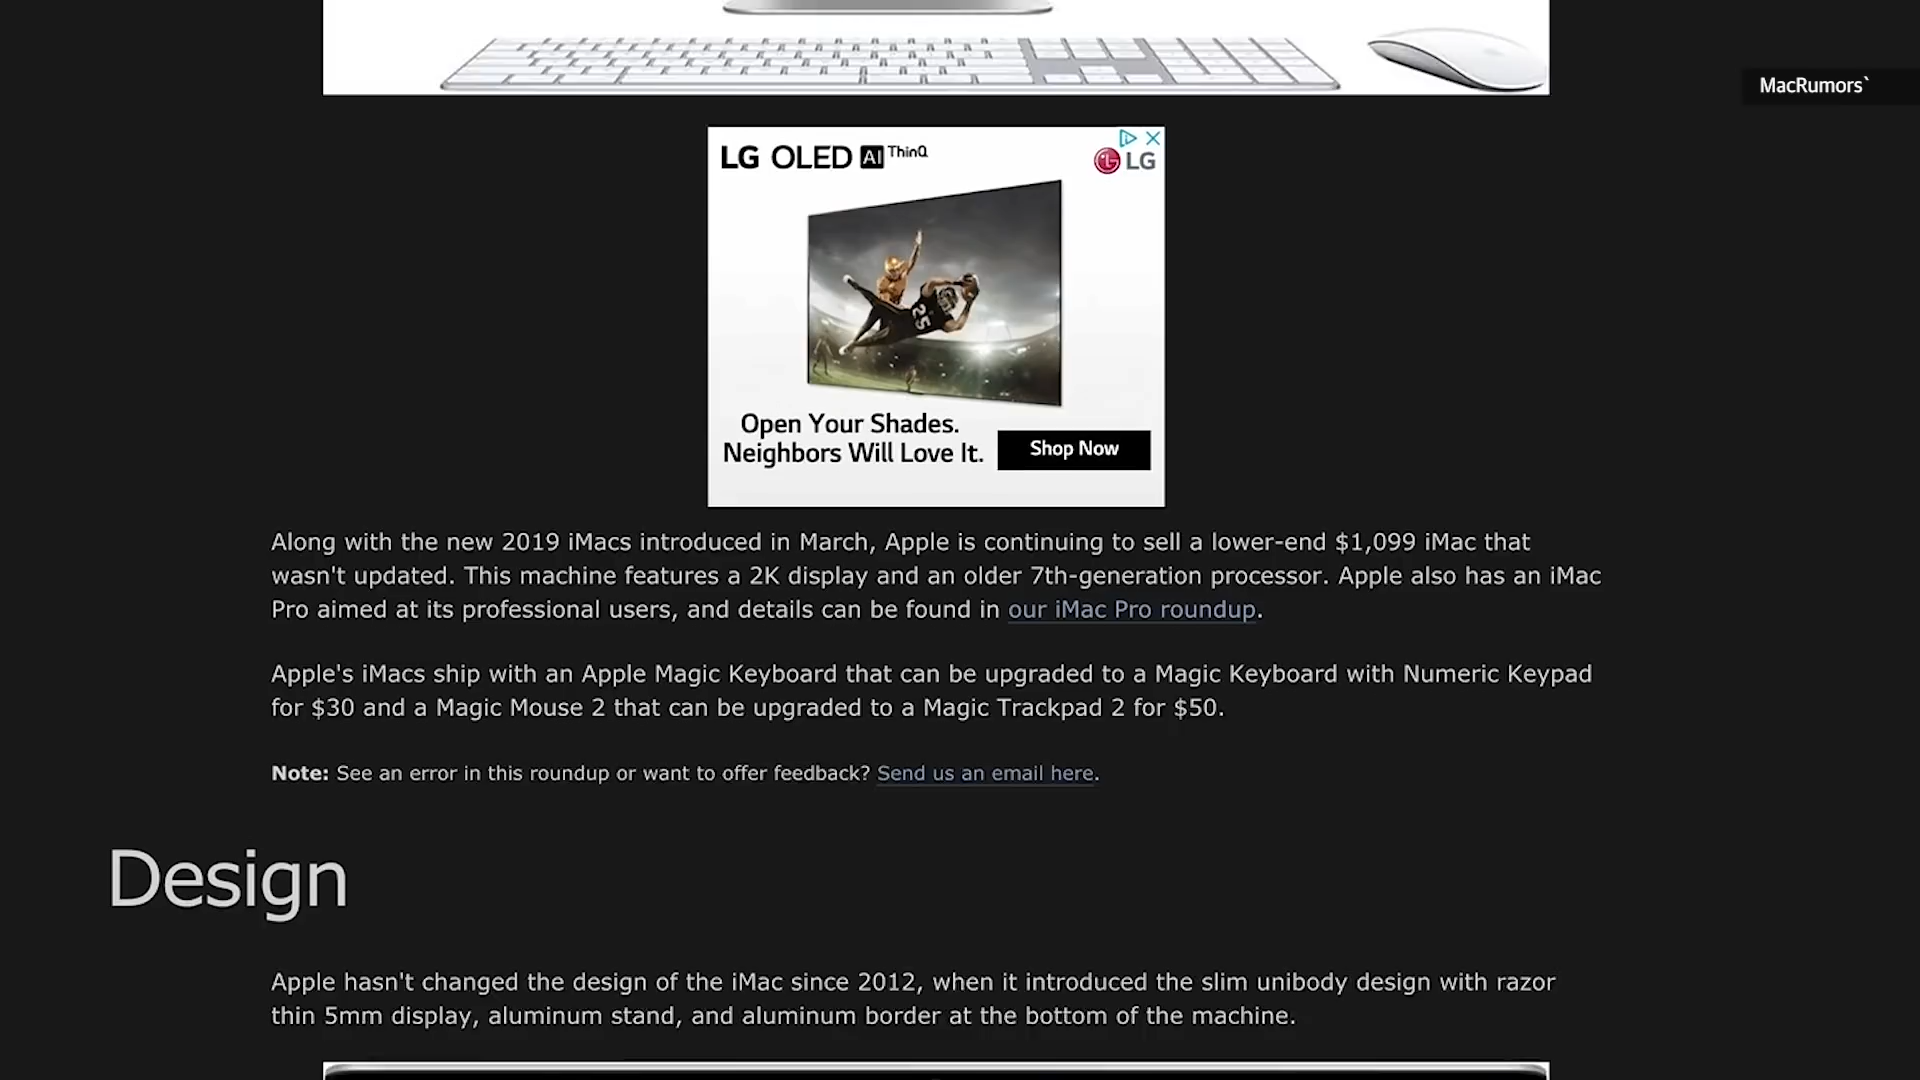 MacRumors`
LG OLED AI ThinQ
LG
25
Open Your Shades.
Neighbors Will Love It.
Shop Now
Along with the new 2019 iMacs introduced in March, Apple is continuing to sell a lower-end $1,099 iMac that
wasn't updated. This machine features a 2K display and an older 7th-generation processor. Apple also has an iMac
Pro aimed at its professional users, and details can be found in our iMac Pro roundup.
Apple's iMacs ship with an Apple Magic Keyboard that can be upgraded to a Magic Keyboard with Numeric Keypad
for $30 and a Magic Mouse 2 that can be upgraded to a Magic Trackpad 2 for $50.
Note: See an error in this roundup or want to offer feedback? Send us an email here.
Design
Apple hasn't changed the design of the iMac since 2012, when it introduced the slim unibody design with razor
thin 5mm display, aluminum stand, and aluminum border at the bottom of the machine.